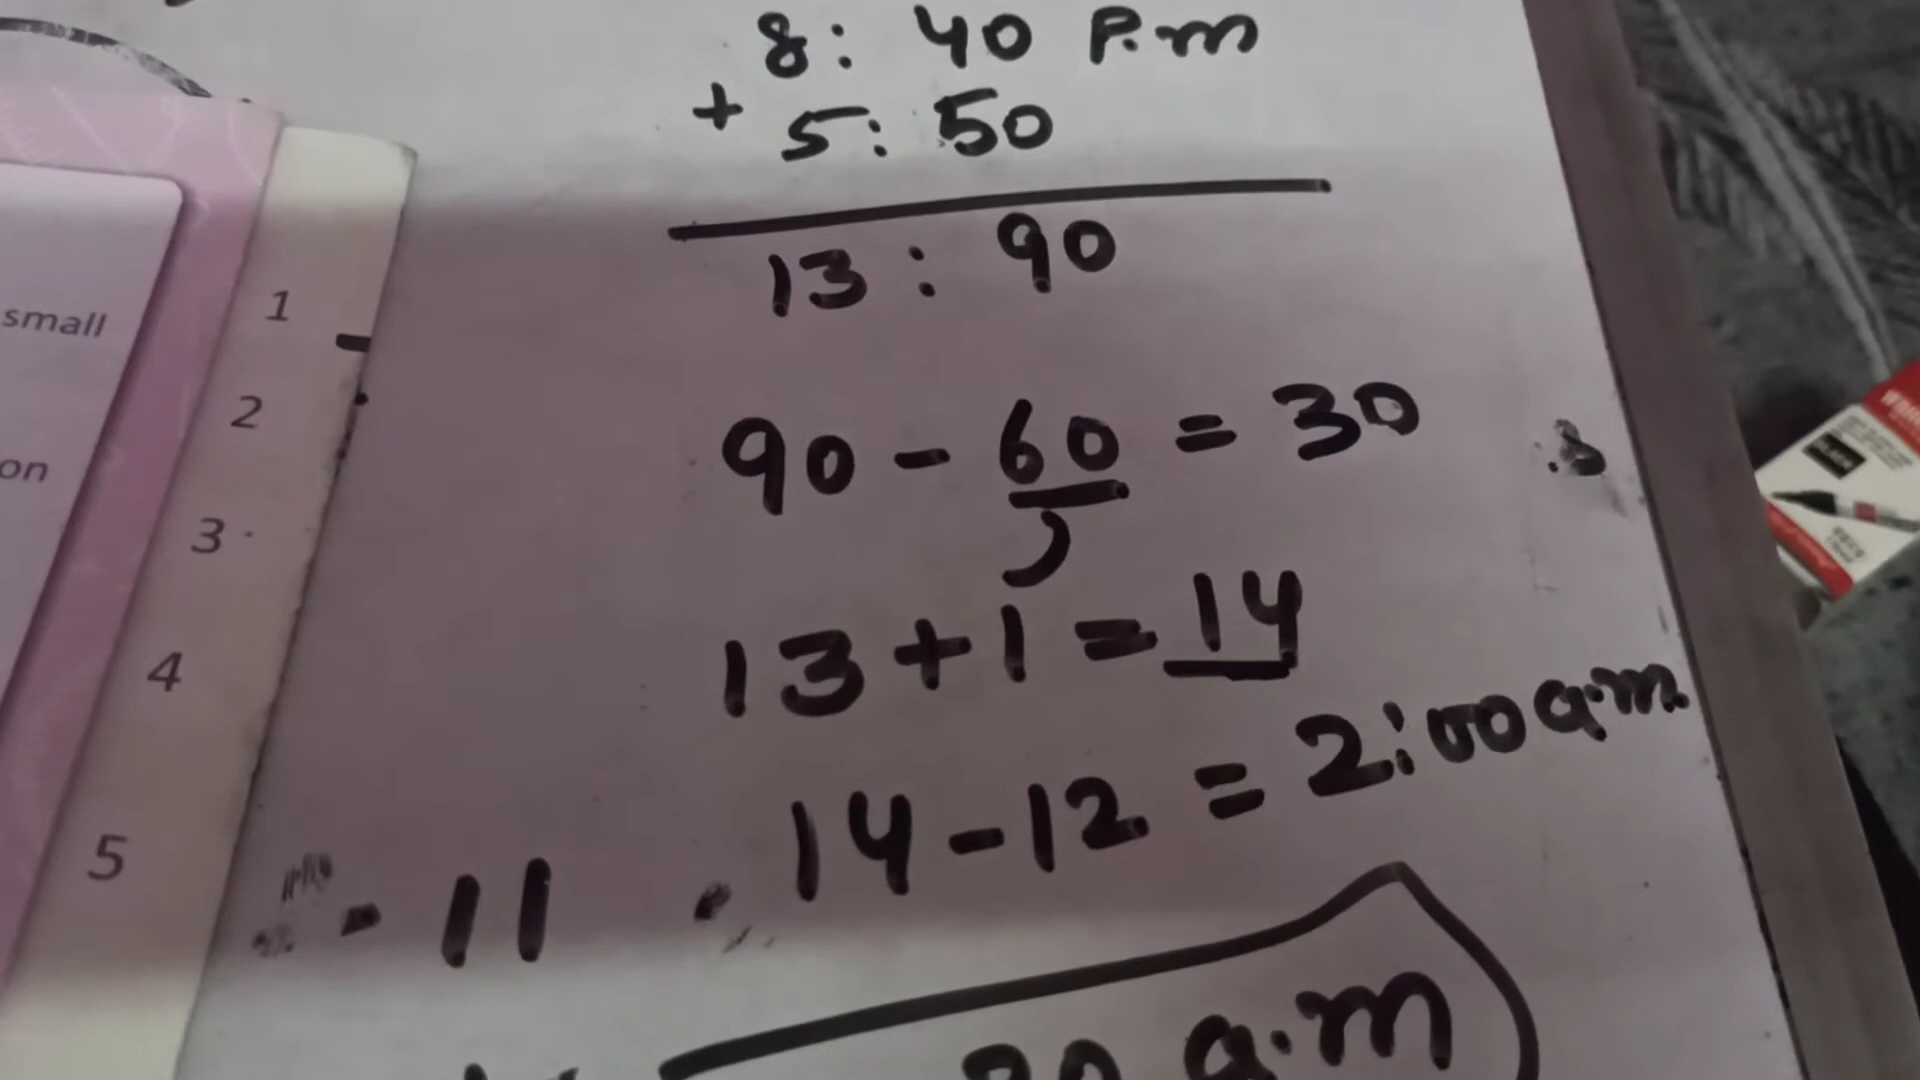 8: 40 P.m
+ 5: 50
13 : 90
90 - 60 = 30
13 + 1 = 14
14 - 12 = 2:00 a.m.
- 11
a.m
small
on
1
2
3
4
5